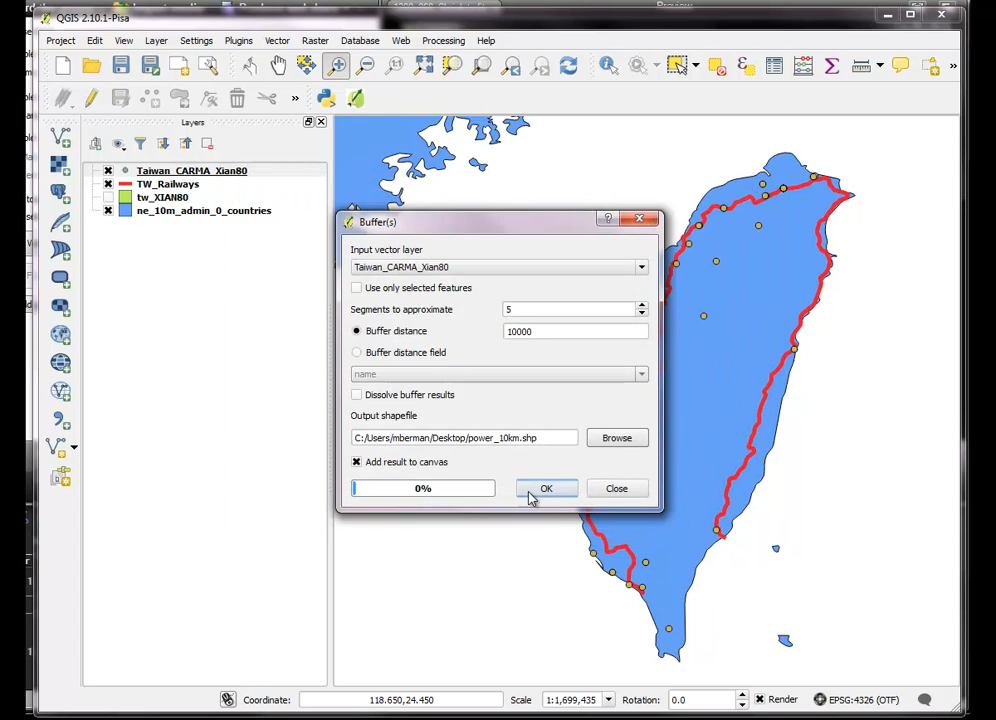 QGIS 2.10.1-Pisa
Project Edit View Layer Settings Plugins Vector Raster Database Web Processing Help
Layers
Taiwan_CARMA_Xian80
TW_Railways
tw_XIAN80
ne_10m_admin_0_countries
Buffer(s)
Input vector layer
Taiwan_CARMA_Xian80
Use only selected features
Segments to approximate 5
Buffer distance 10000
Buffer distance field
name
Dissolve buffer results
Output shapefile
C:/Users/mberman/Desktop/power_10km.shp Browse
Add result to canvas
0% OK Close
Coordinate: 118.650,24.450 Scale 1:1,699,435 Rotation: 0.0 Render EPSG:4326 (OTF)